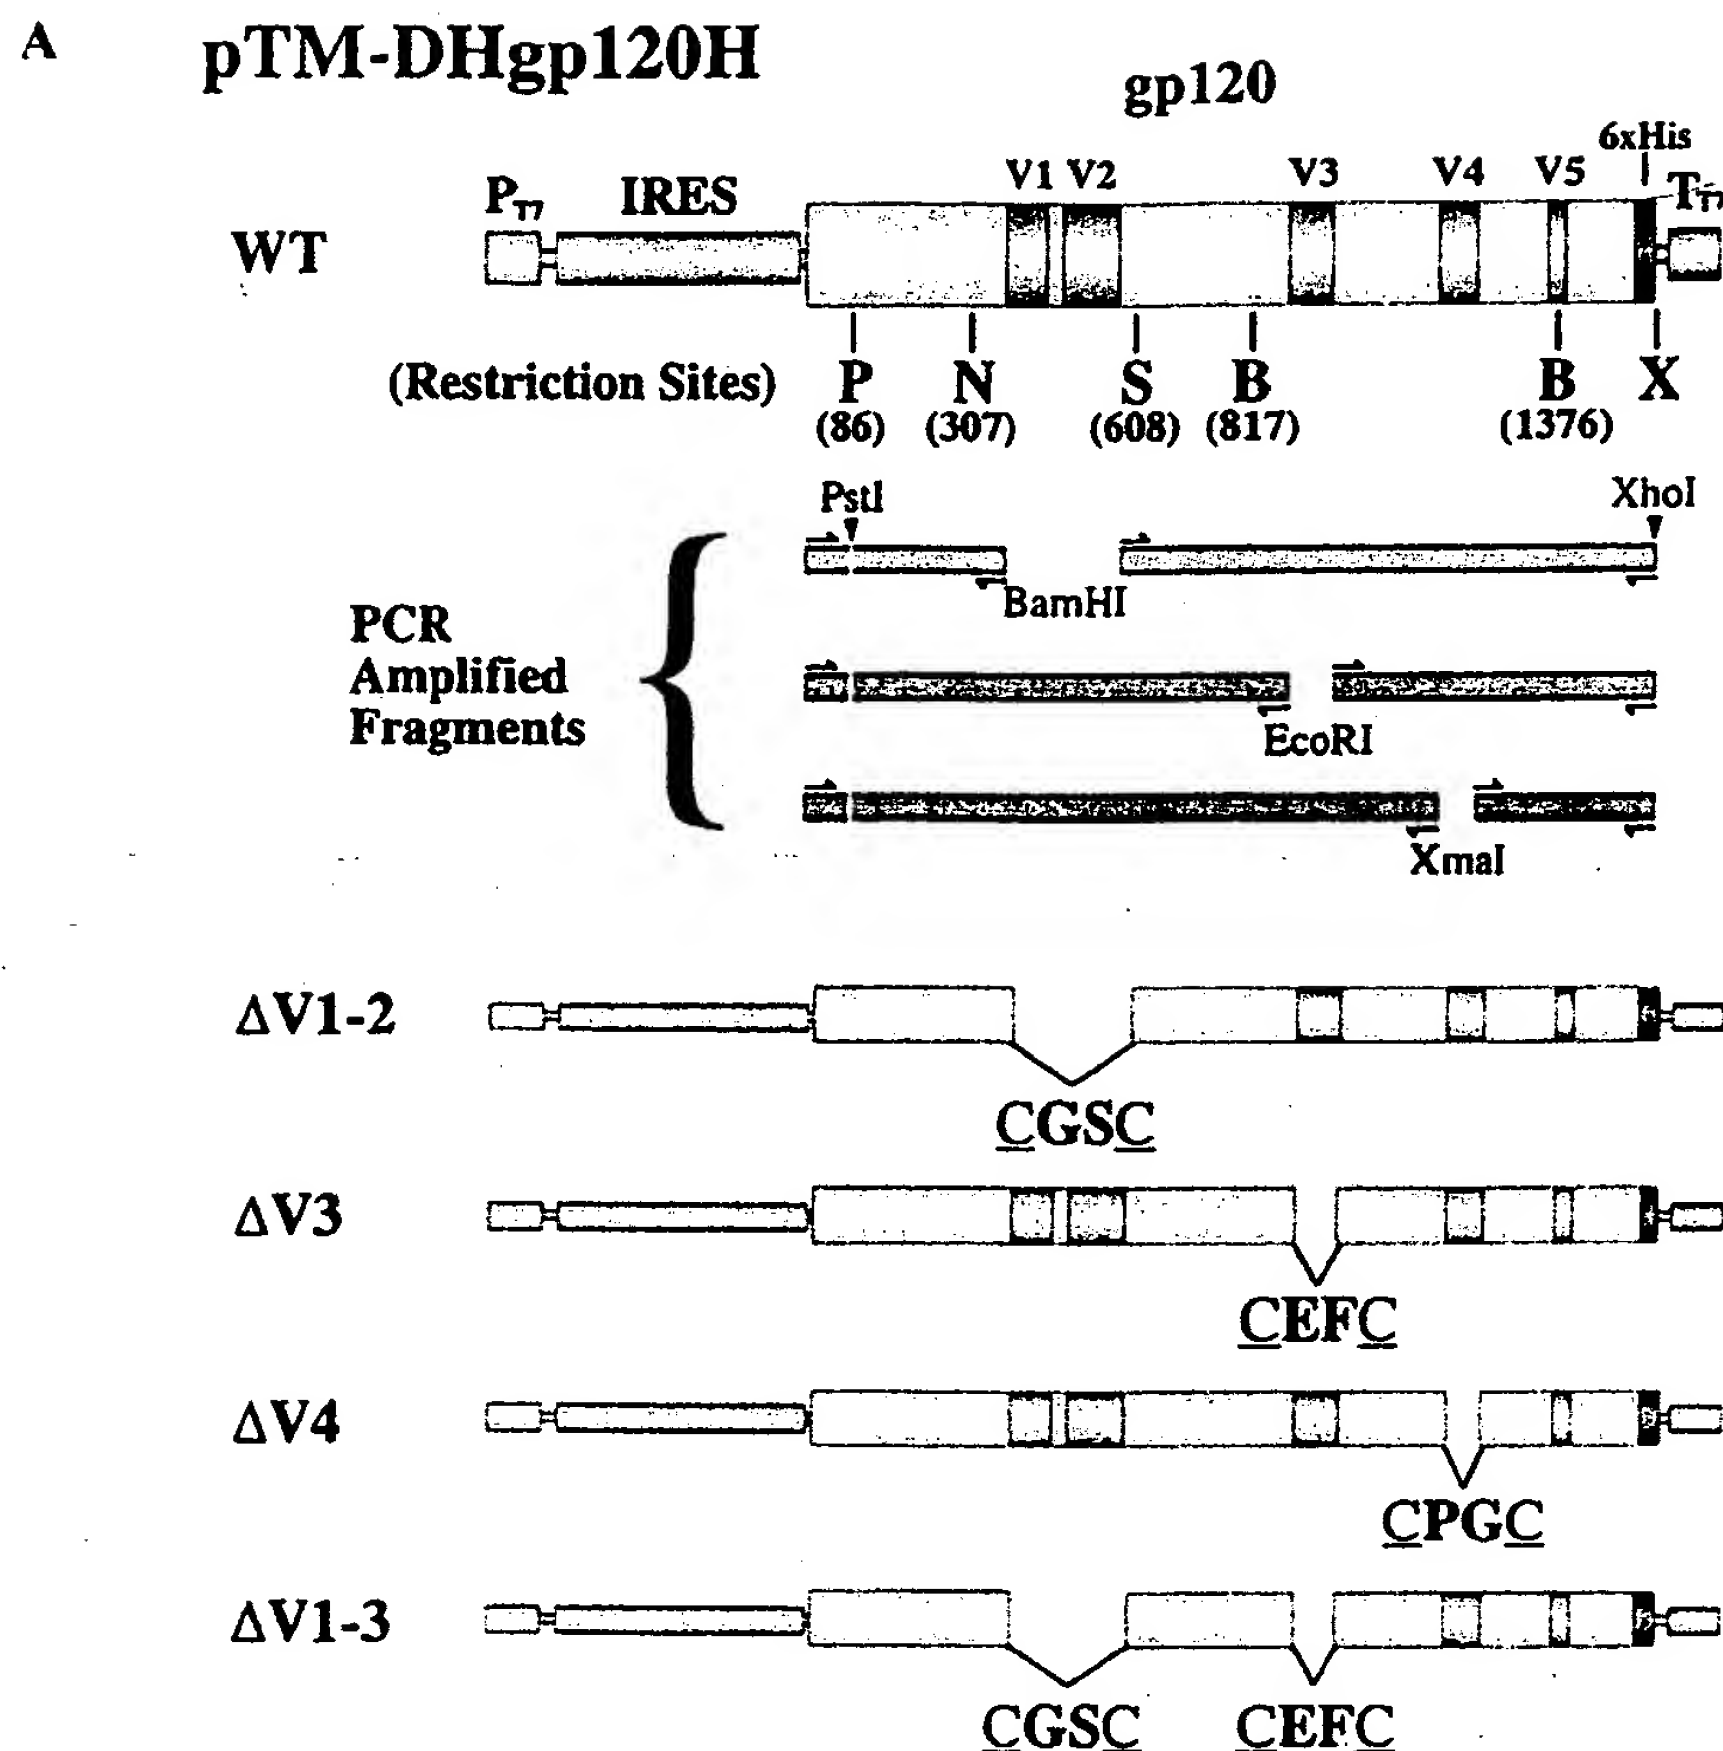 A pTM-DHgp120H
gp120
6xHis
V1 V2 V3 V4 V5
PT7 IRES TT7
WT
(Restriction Sites) P N S B B X
(86) (307) (608) (817) (1376)
PstI XhoI
BamHI
PCR
Amplified
Fragments
EcoRI
XmaI
ΔV1-2
CGSC
ΔV3
CEFC
ΔV4
CPGC
ΔV1-3
CGSC CEFC